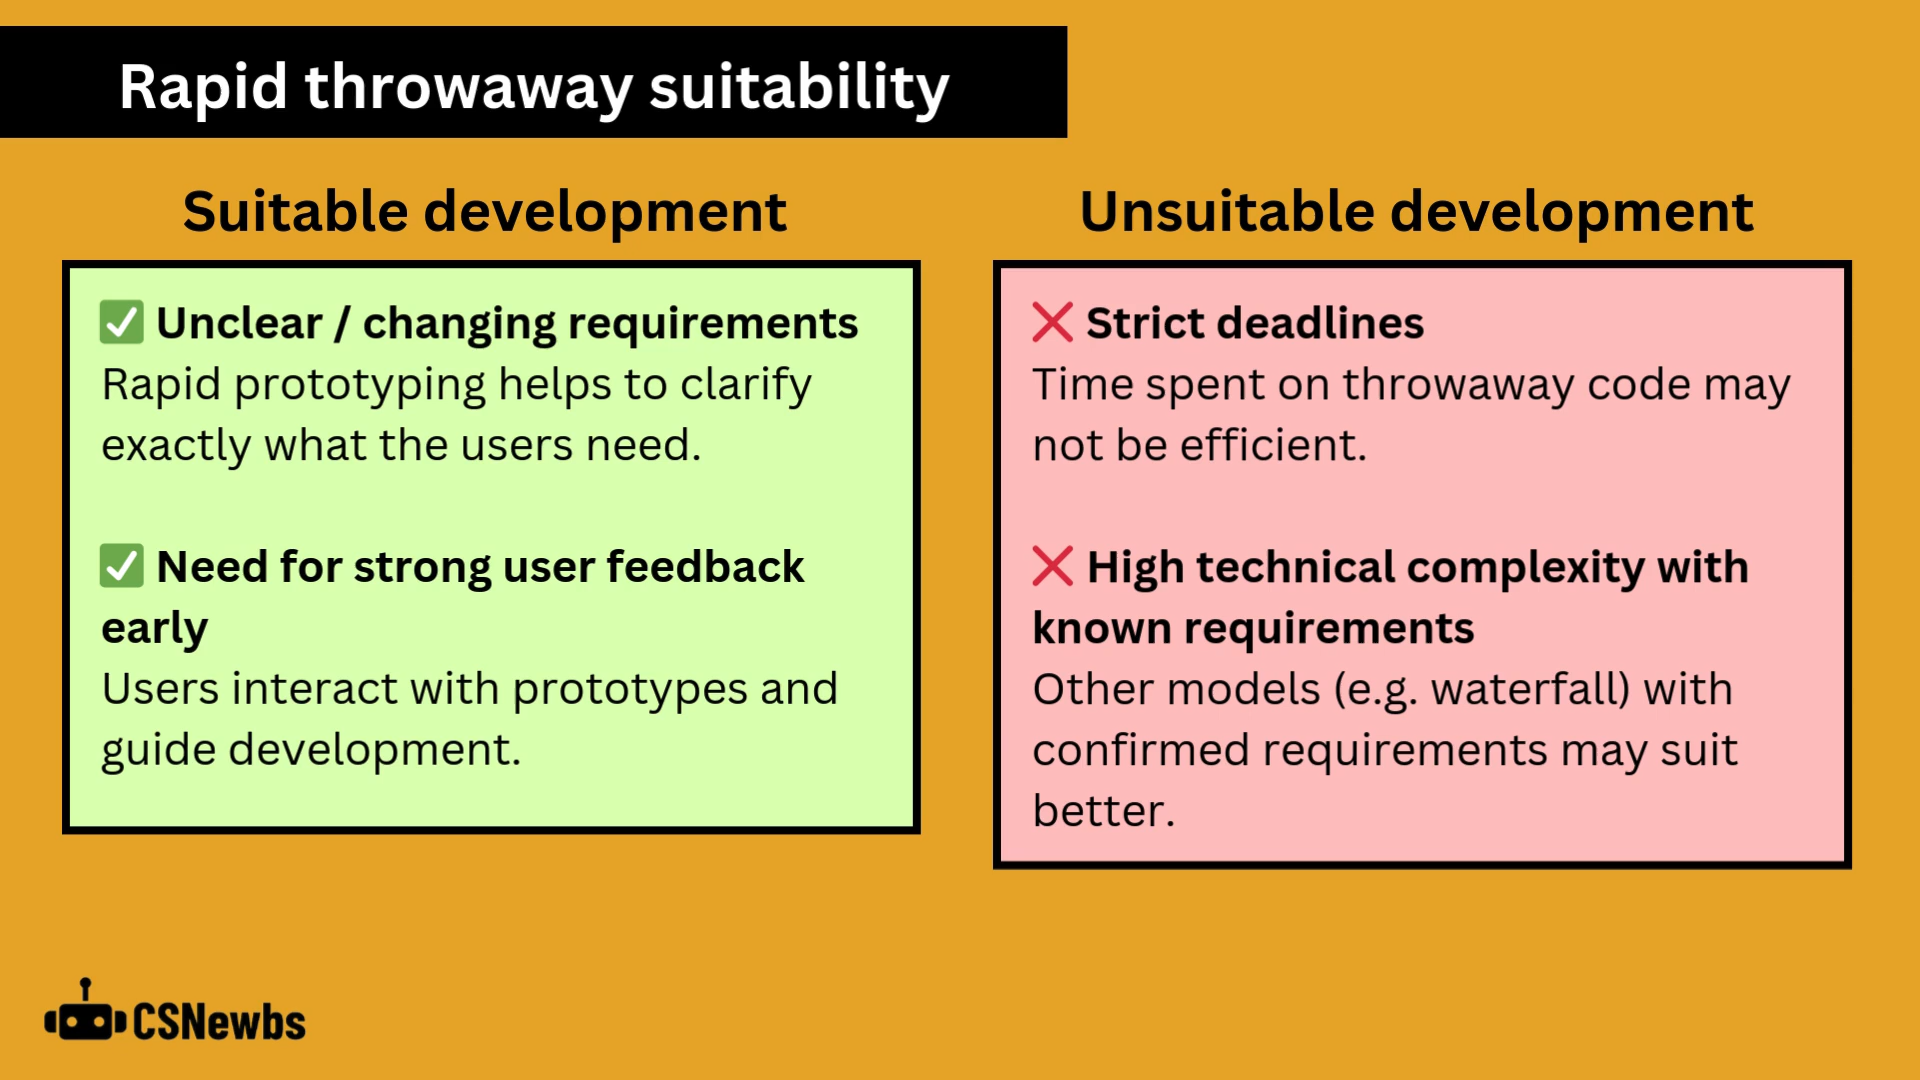 Rapid throwaway suitability
Suitable development
✅ Unclear / changing requirements
Rapid prototyping helps to clarify
exactly what the users need.
✅ Need for strong user feedback
early
Users interact with prototypes and
guide development.
Unsuitable development
❌ Strict deadlines
Time spent on throwaway code may
not be efficient.
❌ High technical complexity with
known requirements
Other models (e.g. waterfall) with
confirmed requirements may suit
better.
CSNewbs